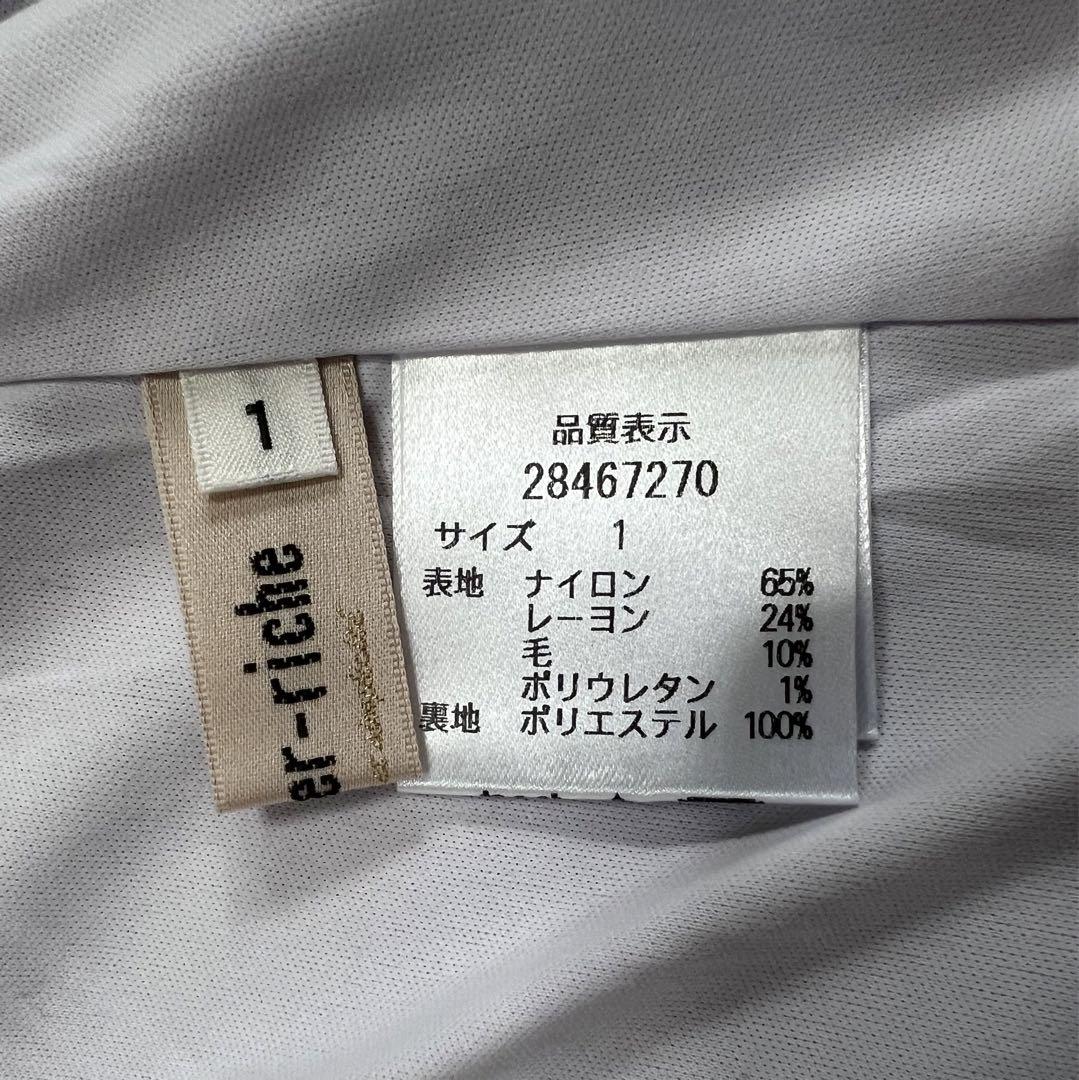 1
er-riche
品質表示
28467270
サイズ 1
表地 ナイロン 65%
レーヨン 24%
毛 10%
ポリウレタン 1%
裏地 ポリエステル 100%